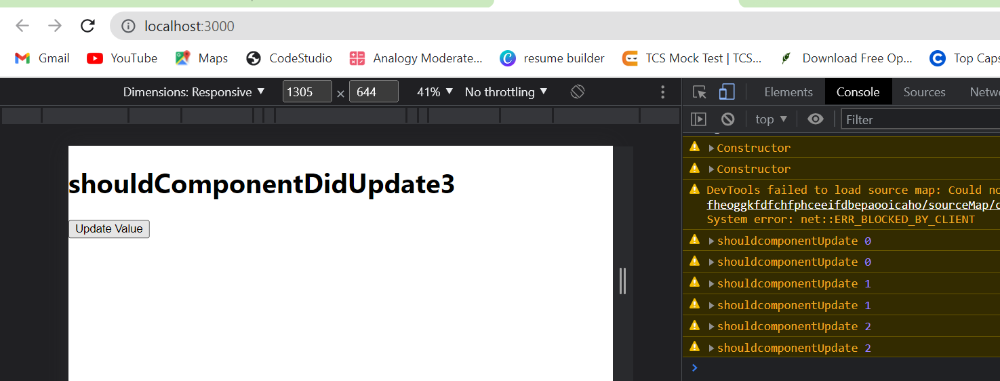 localhost:3000
Gmail YouTube Maps CodeStudio Analogy Moderate... resume builder TCS Mock Test | TCS... Download Free Op... Top Caps
Dimensions: Responsive ▼ 1305 × 644 41% ▼ No throttling ▼
Elements Console Sources Netw
top ▼ Filter
Constructor
Constructor
DevTools failed to load source map: Could no
fheoggkfdfchfphceeifdbepaooicaho/sourceMap/c
System error: net::ERR_BLOCKED_BY_CLIENT
shouldcomponentUpdate 0
shouldcomponentUpdate 0
shouldcomponentUpdate 1
shouldcomponentUpdate 1
shouldcomponentUpdate 2
shouldcomponentUpdate 2
shouldComponentDidUpdate3
Update Value